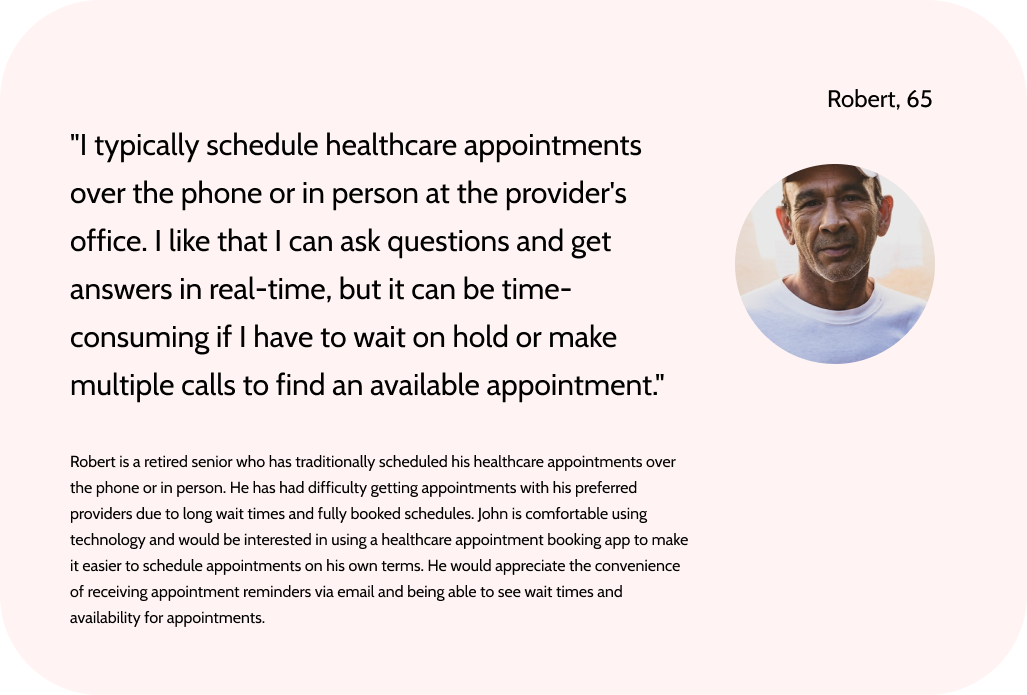 Robert, 65
"I typically schedule healthcare appointments
over the phone or in person at the provider's
office. I like that I can ask questions and get
answers in real-time, but it can be time-
consuming if I have to wait on hold or make
multiple calls to find an available appointment."
Robert is a retired senior who has traditionally scheduled his healthcare appointments over
the phone or in person. He has had difficulty getting appointments with his preferred
providers due to long wait times and fully booked schedules. John is comfortable using
technology and would be interested in using a healthcare appointment booking app to make
it easier to schedule appointments on his own terms. He would appreciate the convenience
of receiving appointment reminders via email and being able to see wait times and
availability for appointments.